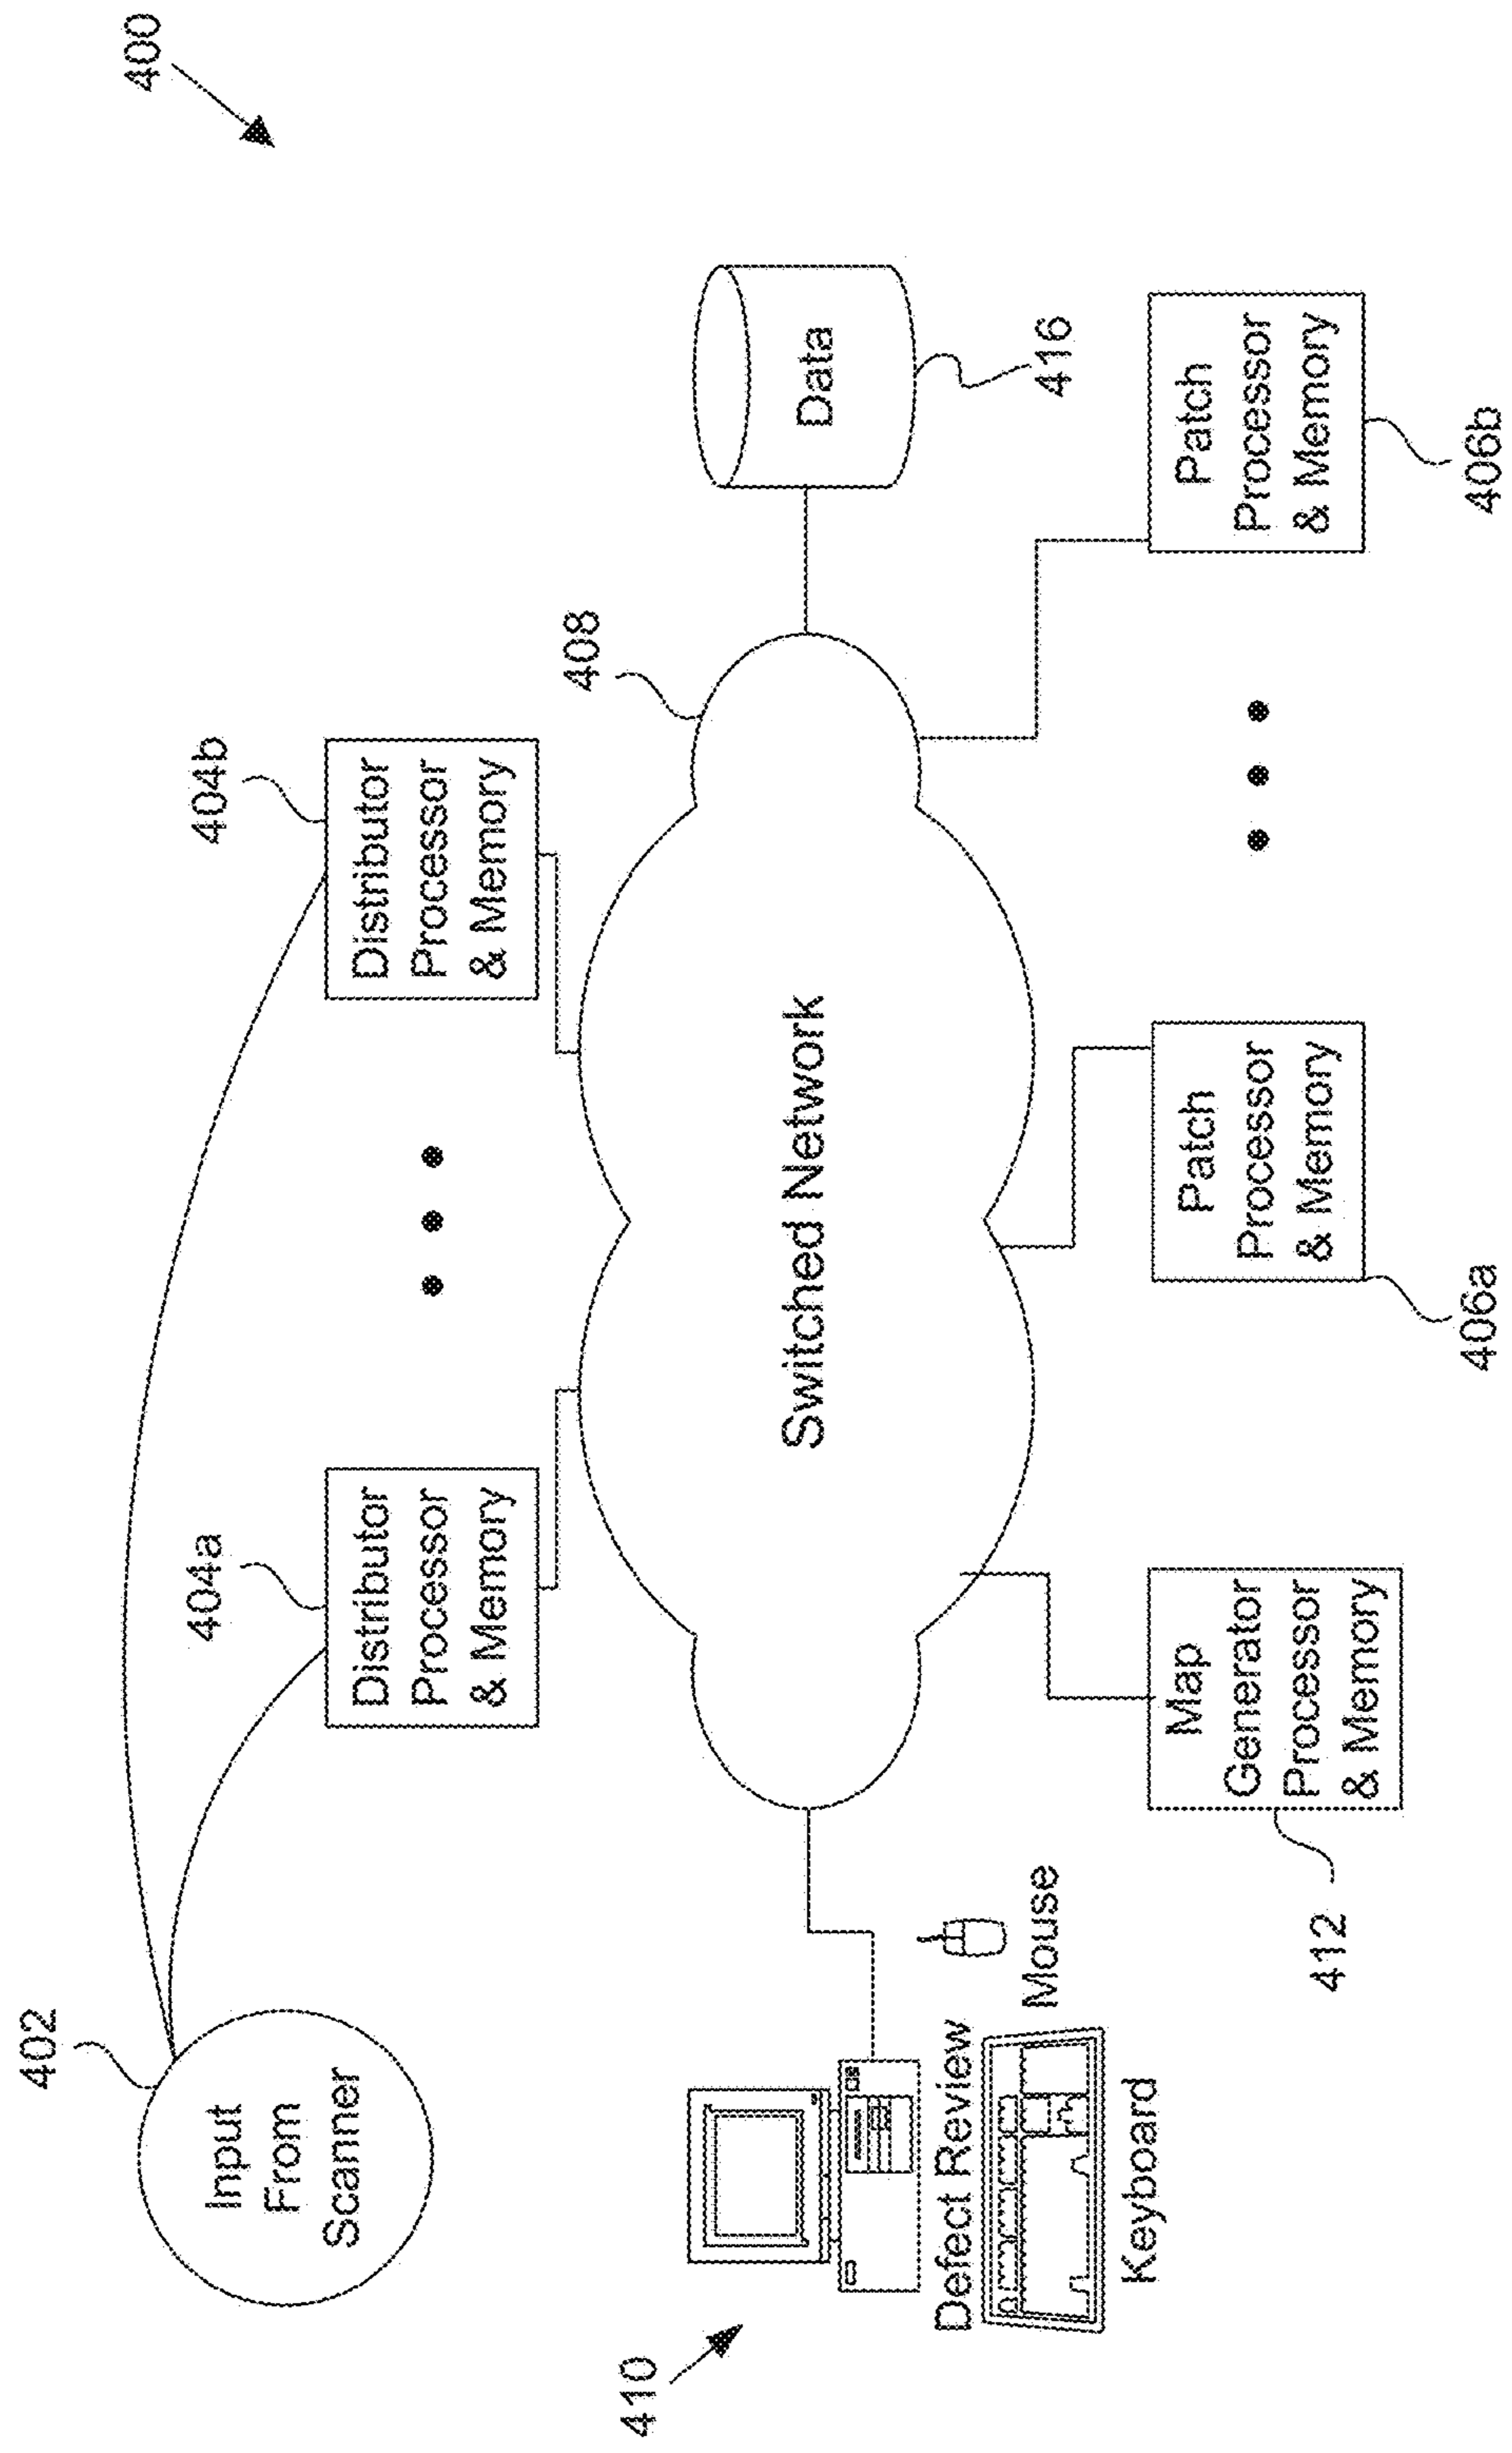 400
402
Input
From
Scanner
404a
Distributor
Processor
& Memory
404b
Distributor
Processor
& Memory
408
Switched Network
Data
416
410
Defect Review
Mouse
Keyboard
Map
Generator
Processor
& Memory
412
Patch
Processor
& Memory
406a
Patch
Processor
& Memory
406b